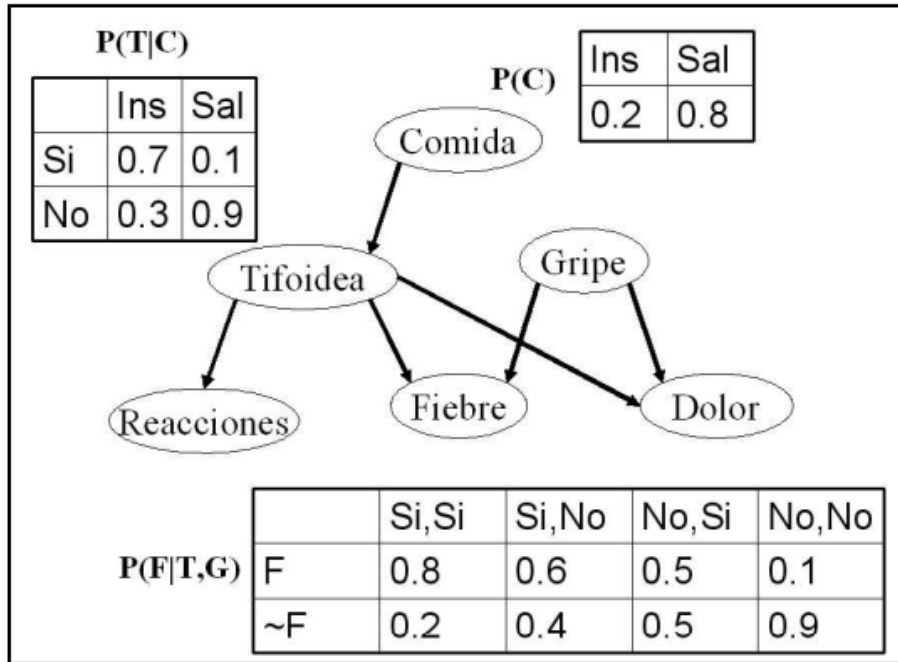 P(T|C)
Ins Sal
Si 0.7 0.1
No 0.3 0.9
P(C)
Ins Sal
0.2 0.8
Comida
Tifoidea
Gripe
Reacciones
Fiebre
Dolor
P(F|T,G)
Si,Si Si,No No,Si No,No
F 0.8 0.6 0.5 0.1
~F 0.2 0.4 0.5 0.9